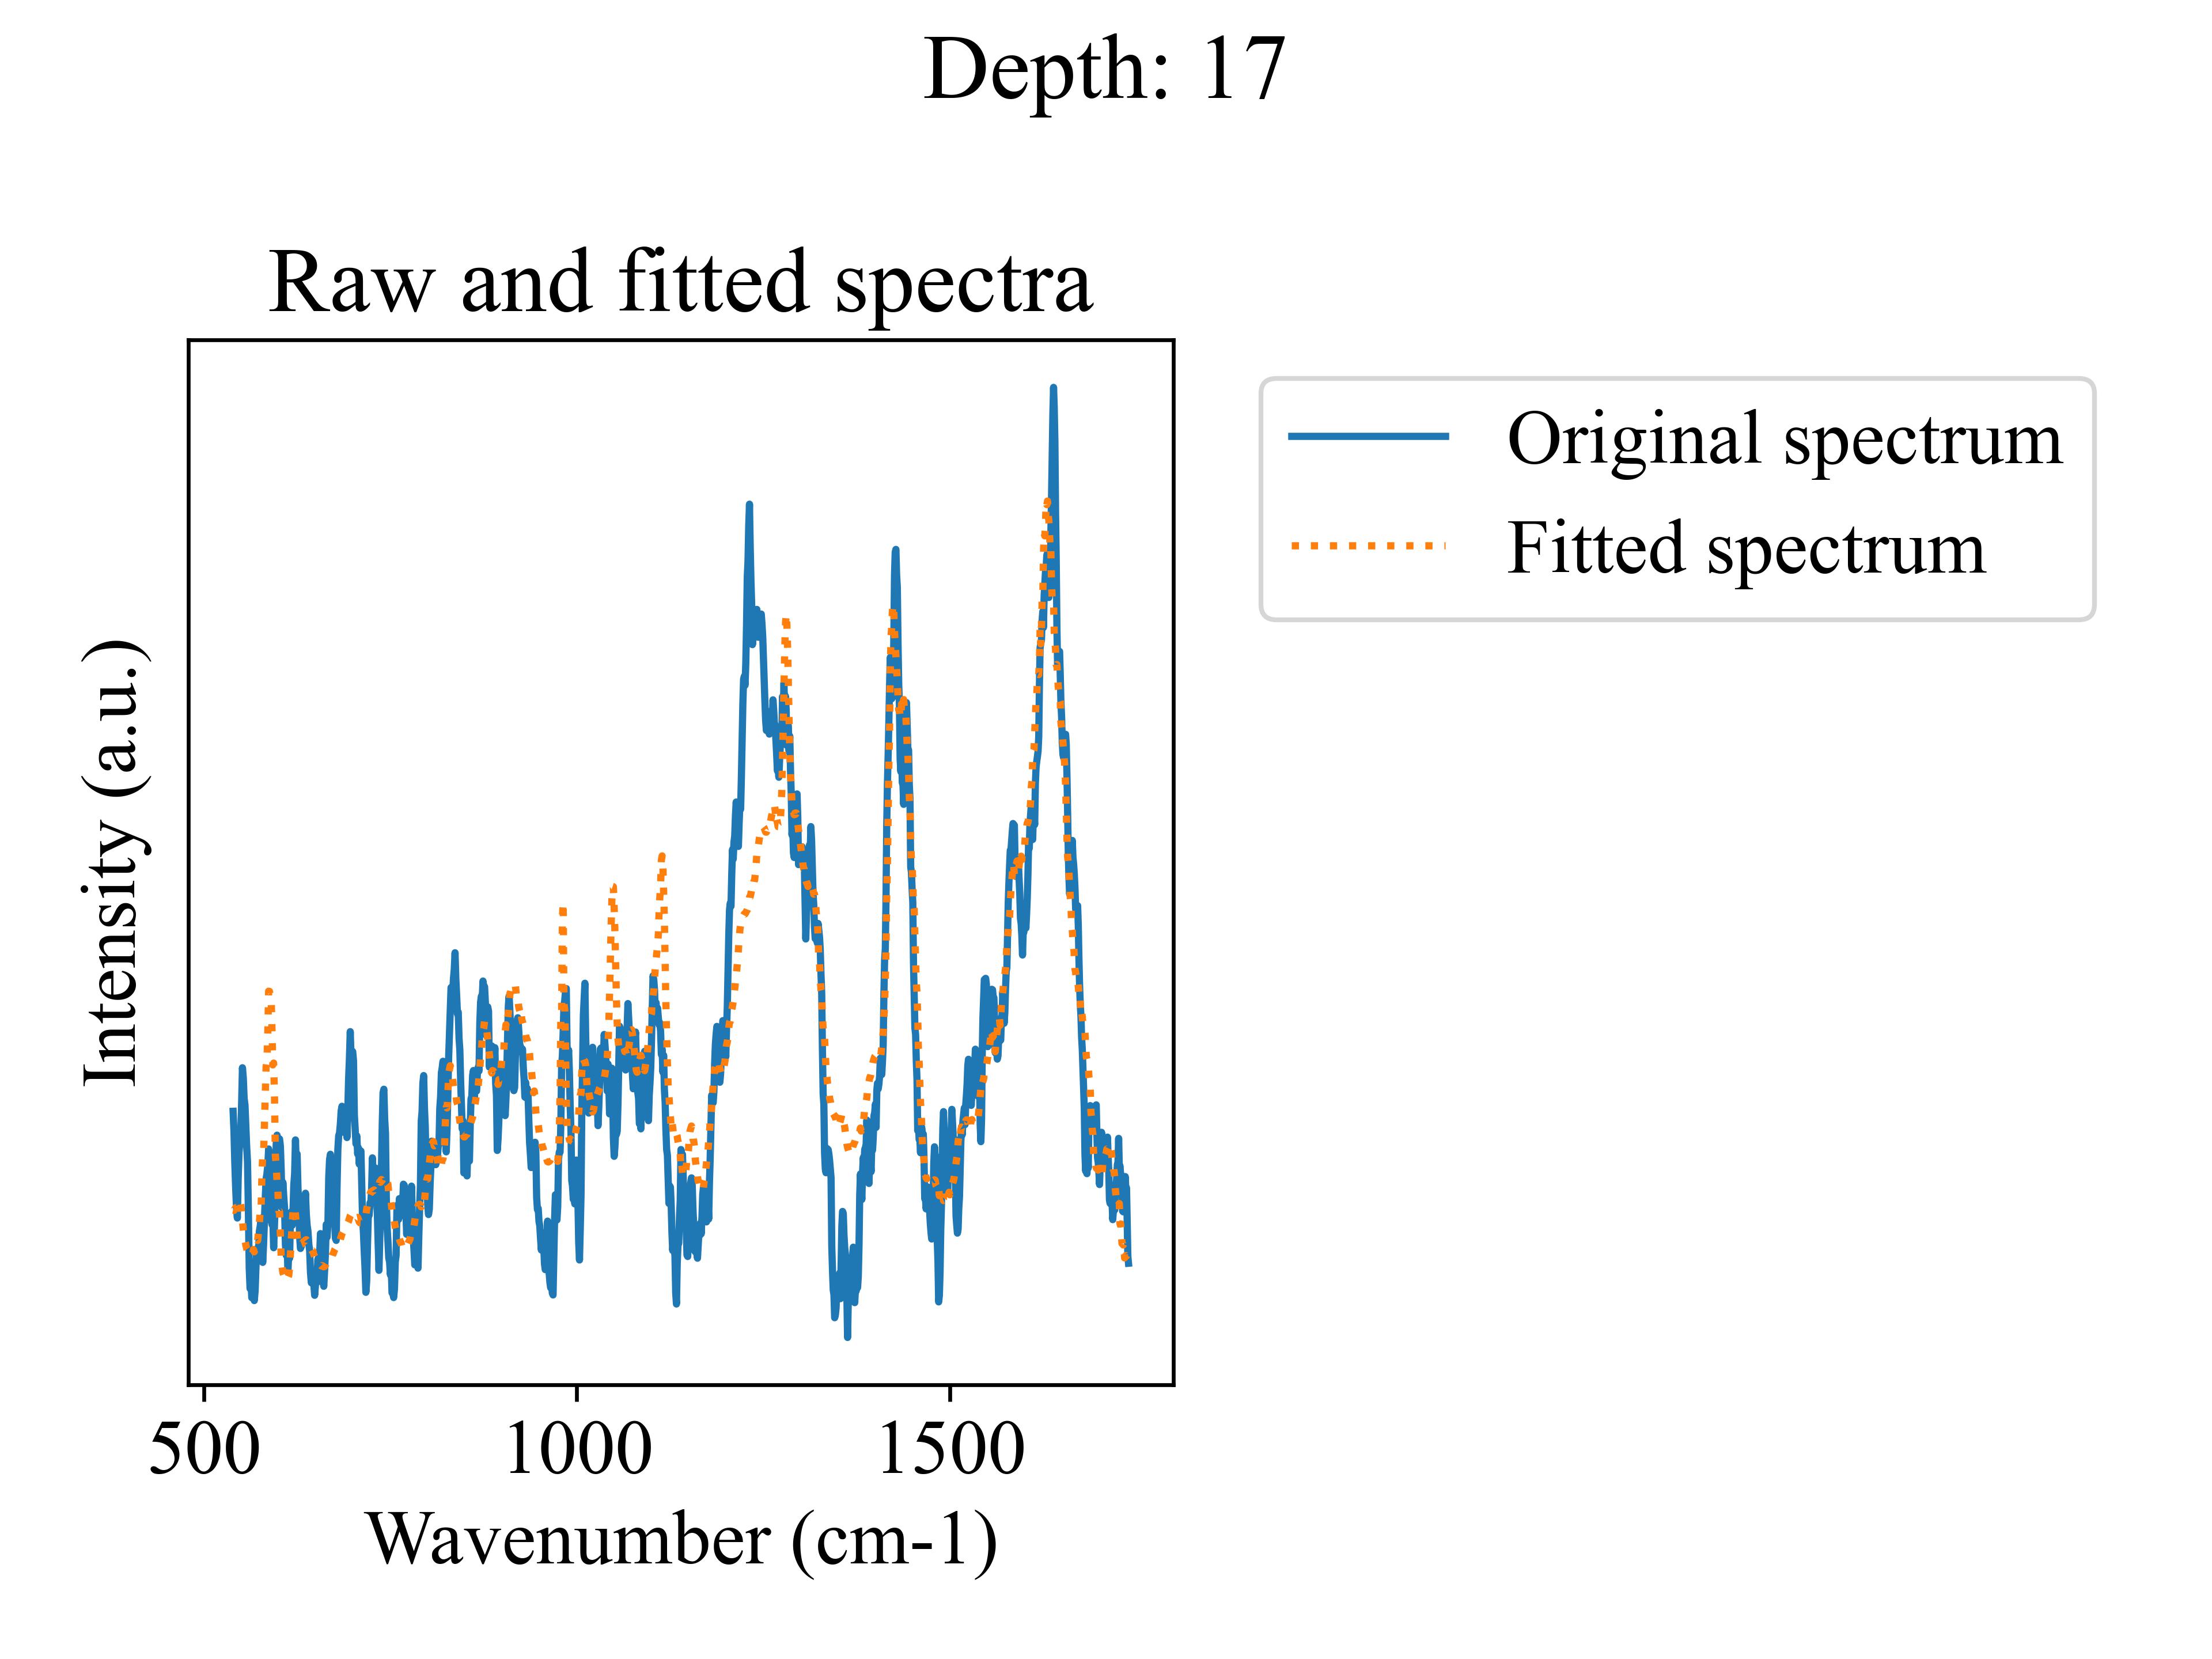 Depth: 17
Raw and fitted spectra
Original spectrum
Fitted spectrum
Intensity (a.u.)
500 1000 1500
Wavenumber (cm-1)